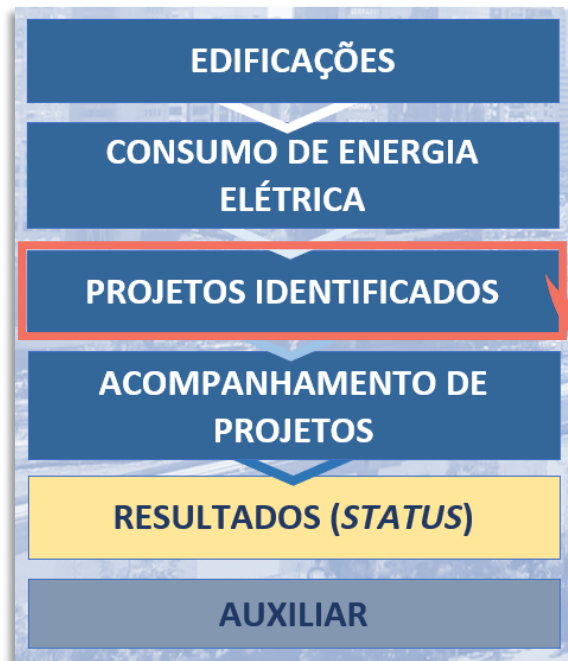 EDIFICAÇÕES
CONSUMO DE ENERGIA
ELÉTRICA
PROJETOS IDENTIFICADOS
ACOMPANHAMENTO DE
PROJETOS
RESULTADOS (STATUS)
AUXILIAR